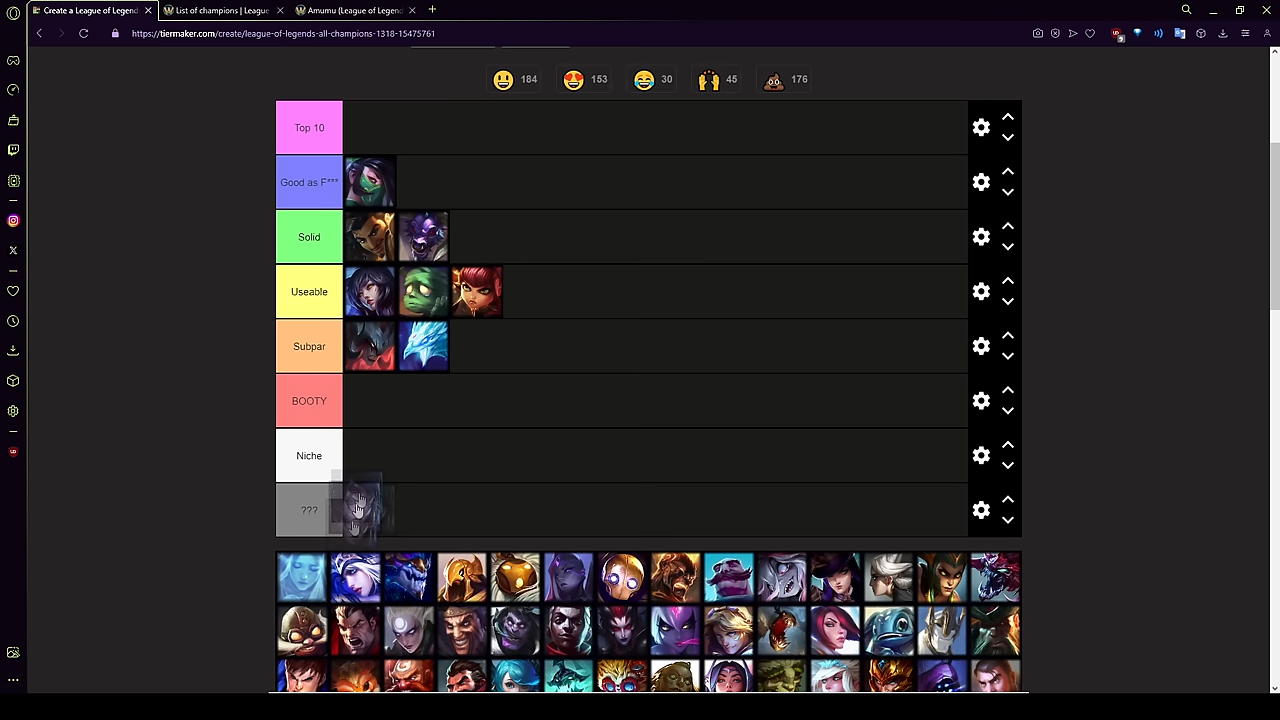 Create a League of Legend
List of champions | League
Amumu (League of Legend
https://tiermaker.com/create/league-of-legends-all-champions-1318-15475761
184
153
30
45
176
Top 10
Good as F***
Solid
Useable
Subpar
BOOTY
Niche
???